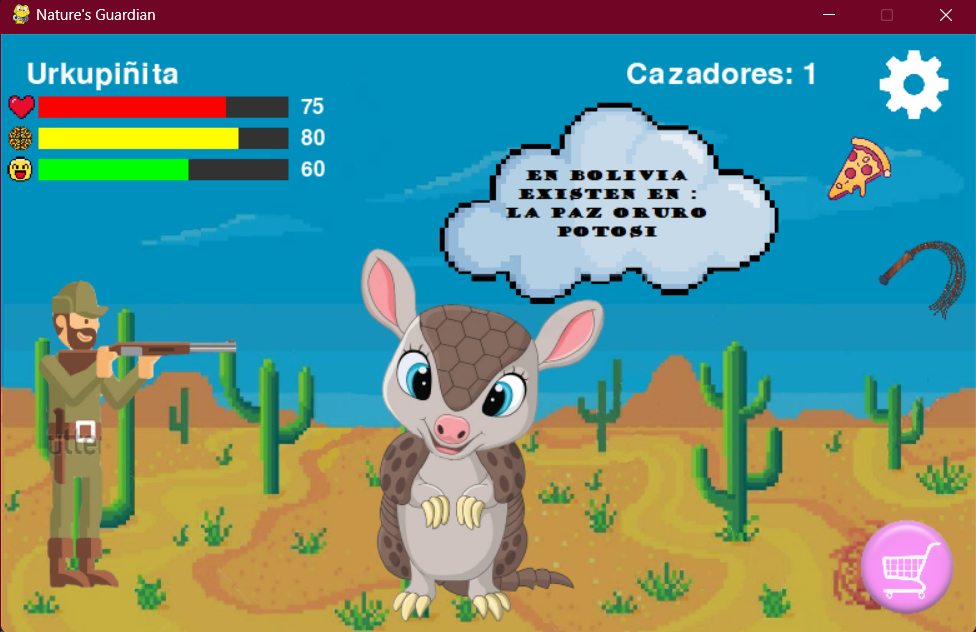 Nature's Guardian
Urkupiñita
Cazadores: 1
75
80
60
EN BOLIVIA
EXISTEN EN :
LA PAZ ORURO
POTOSI